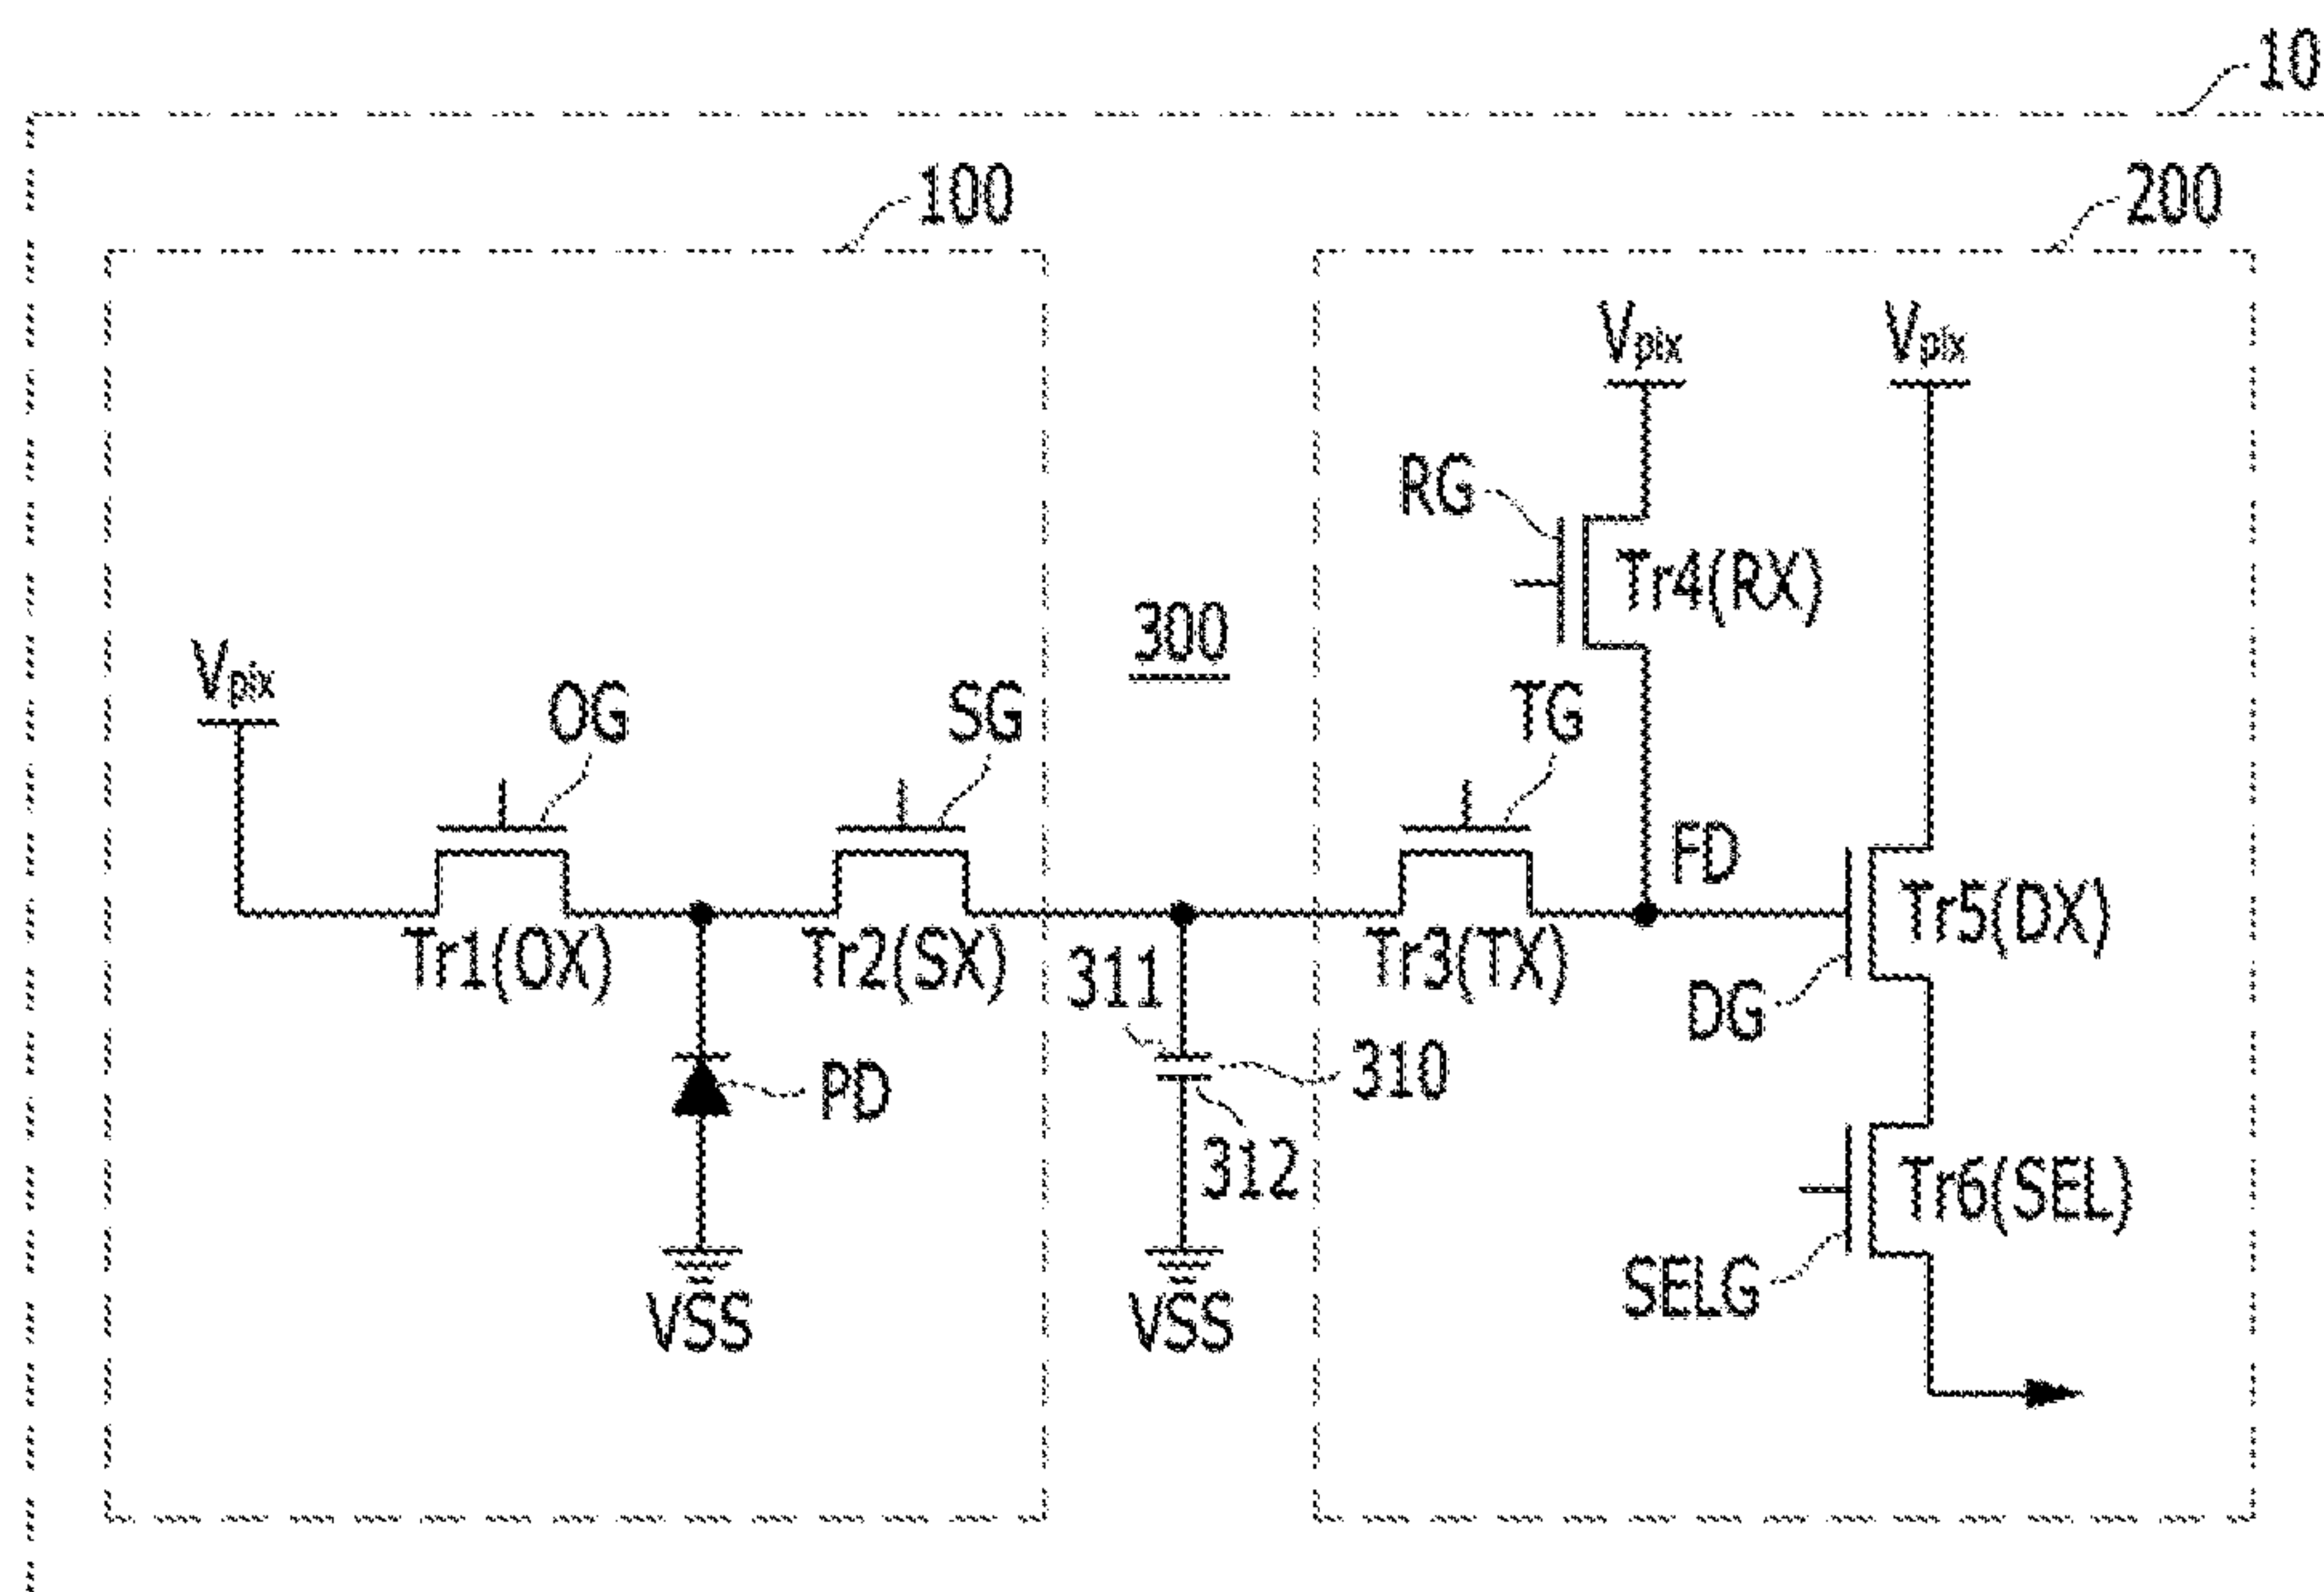 10
100
200
Vpix
Vpix
RG
Tr4(RX)
300
Vpix
OG
SG
TG
FD
Tr1(OX)
Tr2(SX)
311
Tr3(TX)
Tr5(DX)
DG
PD
310
312
Tr6(SEL)
SELG
VSS
VSS